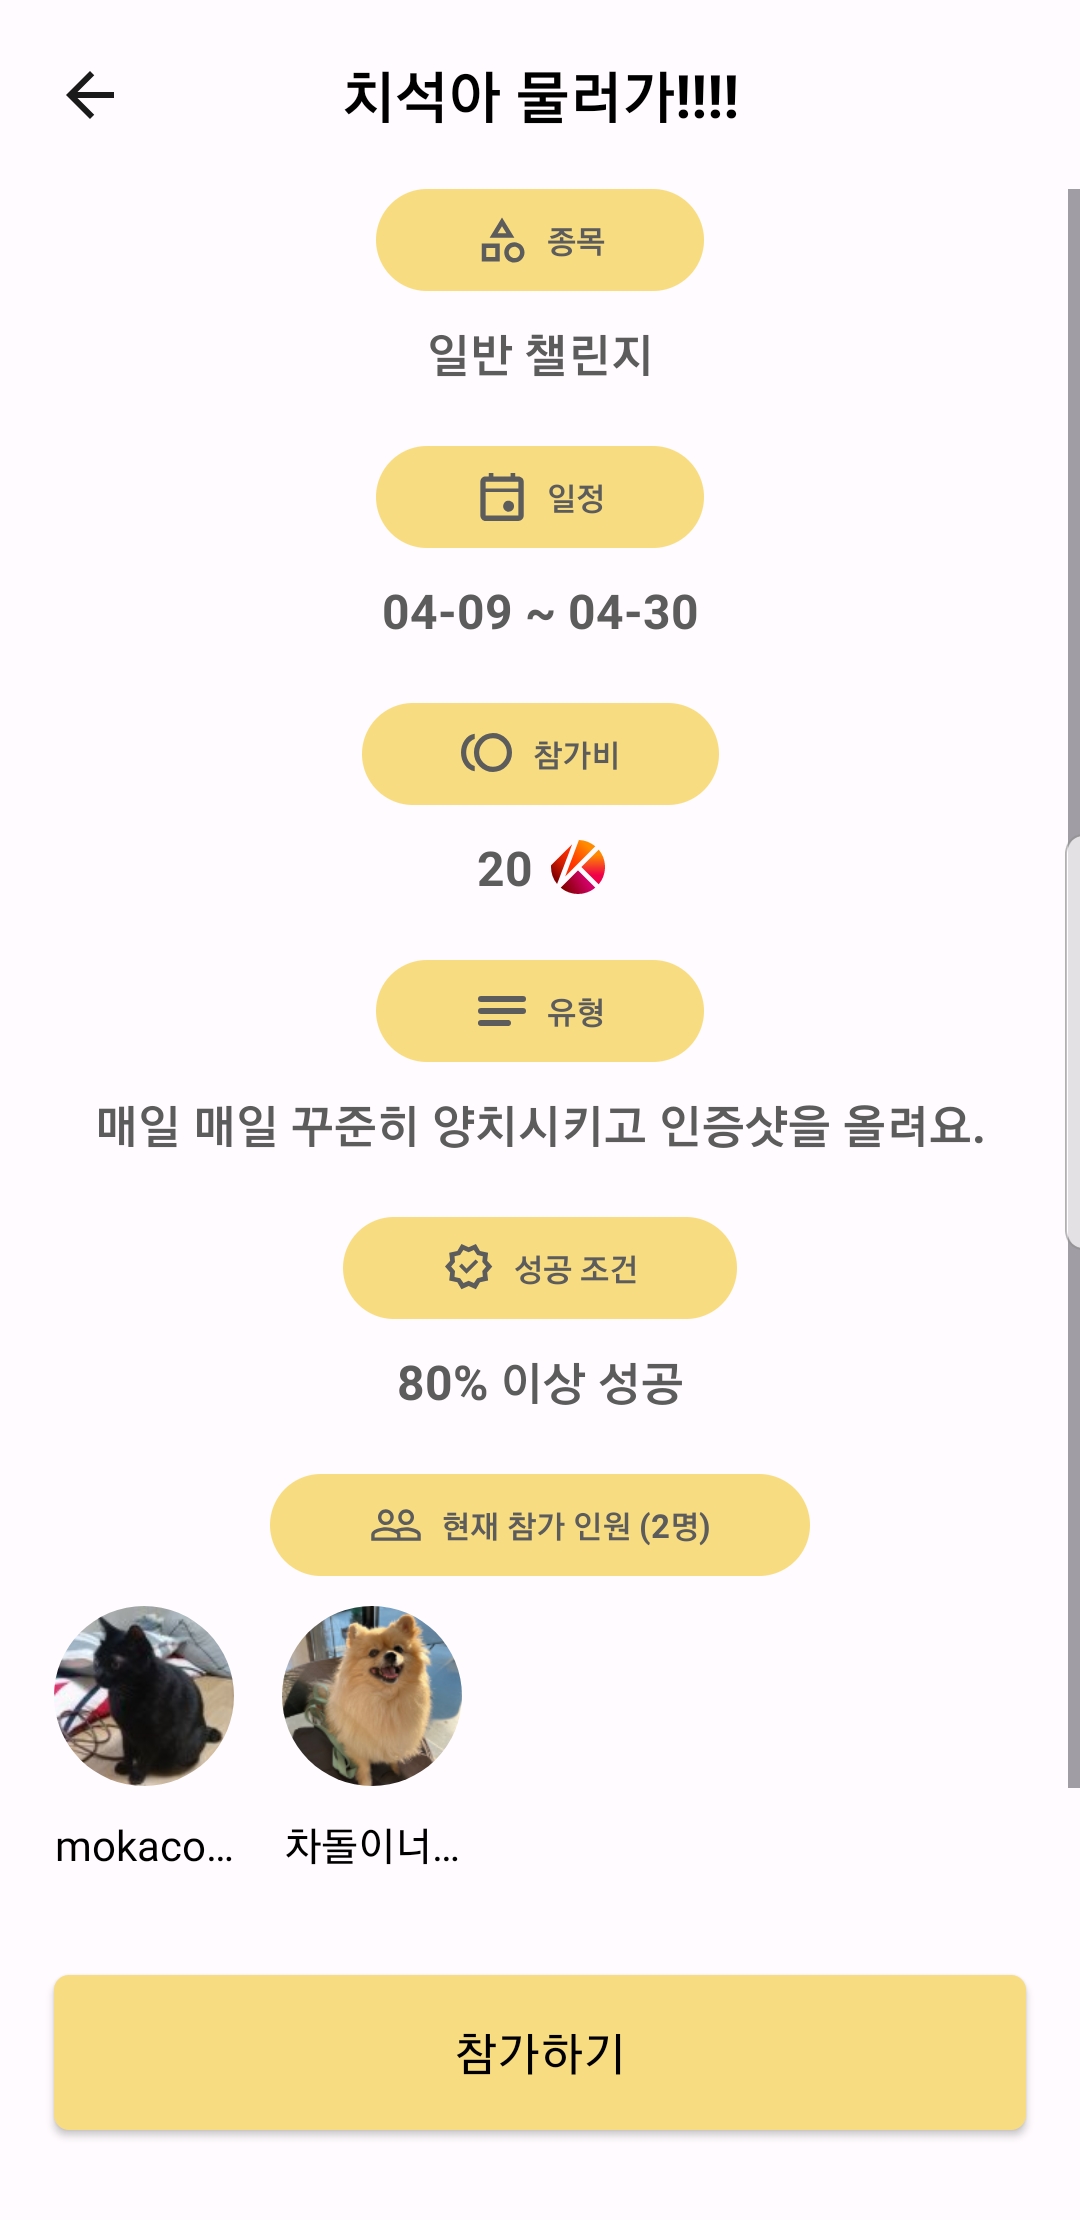 치석아 물러가!!!!
종목
일반 챌린지
일정
04-09 ~ 04-30
참가비
20
유형
매일 매일 꾸준히 양치시키고 인증샷을 올려요.
성공 조건
80% 이상 성공
현재 참가 인원 (2명)
mokaco...
차돌이너...
참가하기